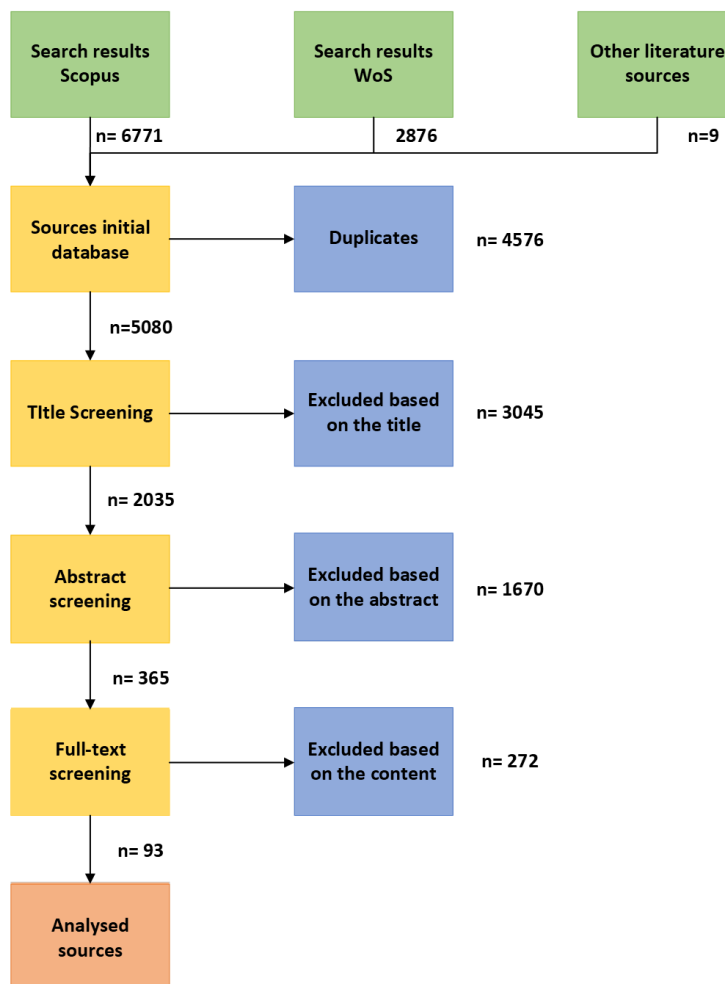 Search results
Scopus
Search results
WoS
Other literature
sources
n= 6771
2876
n=9
Sources initial
database
Duplicates
n= 4576
n=5080
TItle Screening
Excluded based
on the title
n= 3045
n= 2035
Abstract
screening
Excluded based
on the abstract
n= 1670
n= 365
Full-text
screening
Excluded based
on the content
n= 272
n= 93
Analysed
sources